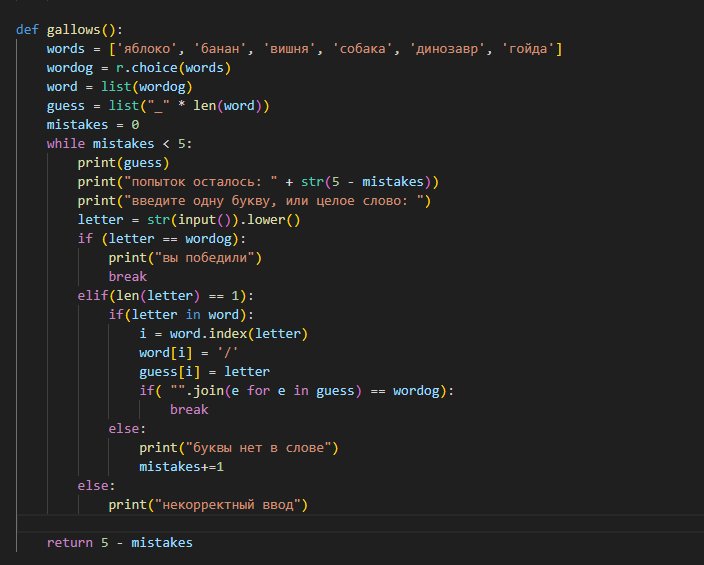 def gallows():
    words = ['яблоко', 'банан', 'вишня', 'собака', 'динозавр', 'гойда']
    wordog = r.choice(words)
    word = list(wordog)
    guess = list("_" * len(word))
    mistakes = 0
    while mistakes < 5:
        print(guess)
        print("попыток осталось: " + str(5 - mistakes))
        print("введите одну букву, или целое слово: ")
        letter = str(input()).lower()
        if (letter == wordog):
            print("вы победили")
            break
        elif(len(letter) == 1):
            if(letter in word):
                i = word.index(letter)
                word[i] = '/'
                guess[i] = letter
                if( "".join(e for e in guess) == wordog):
                    break
            else:
                print("буквы нет в слове")
                mistakes+=1
        else:
            print("некорректный ввод")
    return 5 - mistakes